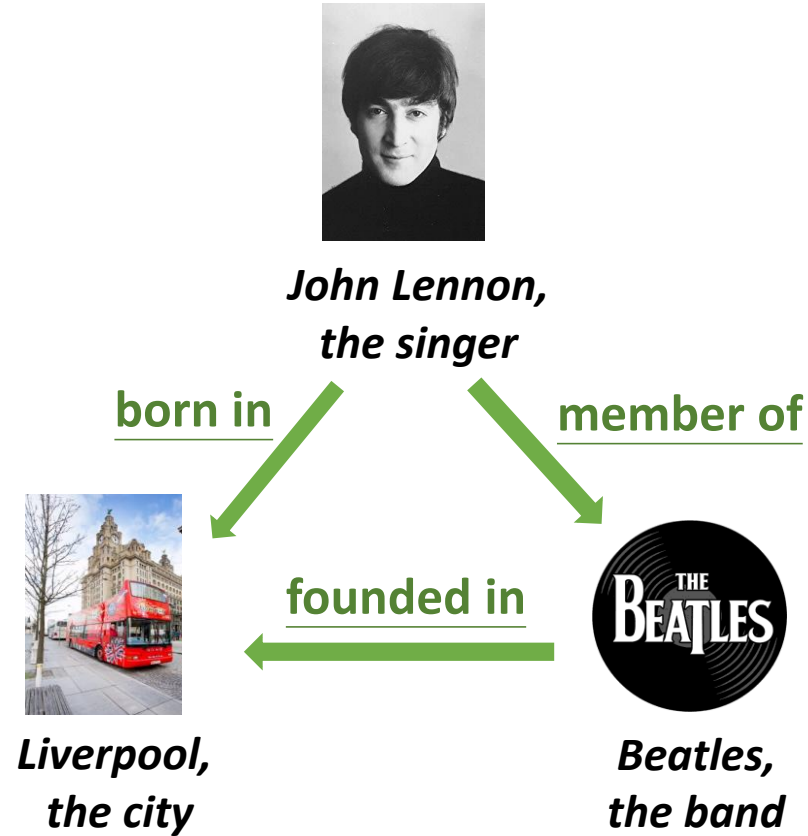 John Lennon,
the singer
born in
member of
founded in
THE
BEATLES
Liverpool,
the city
Beatles,
the band